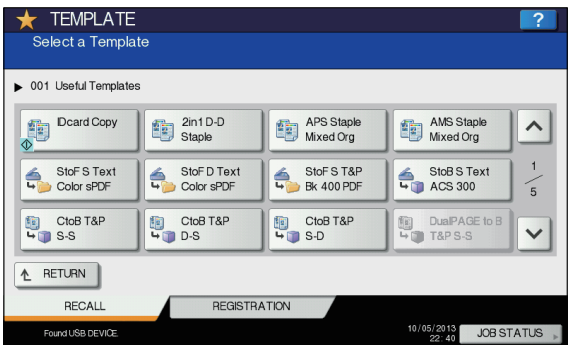 TEMPLATE
?
Select a Template
001 Useful Templates
IDcard Copy
2in1 D-D
Staple
APS Staple
Mixed Org
AMS Staple
Mixed Org
StoF S Text
Color sPDF
StoF D Text
Color sPDF
StoF S T&P
Bk 400 PDF
StoB S Text
ACS 300
1
5
CtoB T&P
S-S
CtoB T&P
D-S
CtoB T&P
S-D
DualPAGE to B
T&P S-S
RETURN
RECALL
REGISTRATION
Found USB DEVICE.
10/05/2013
22:40
JOB STATUS